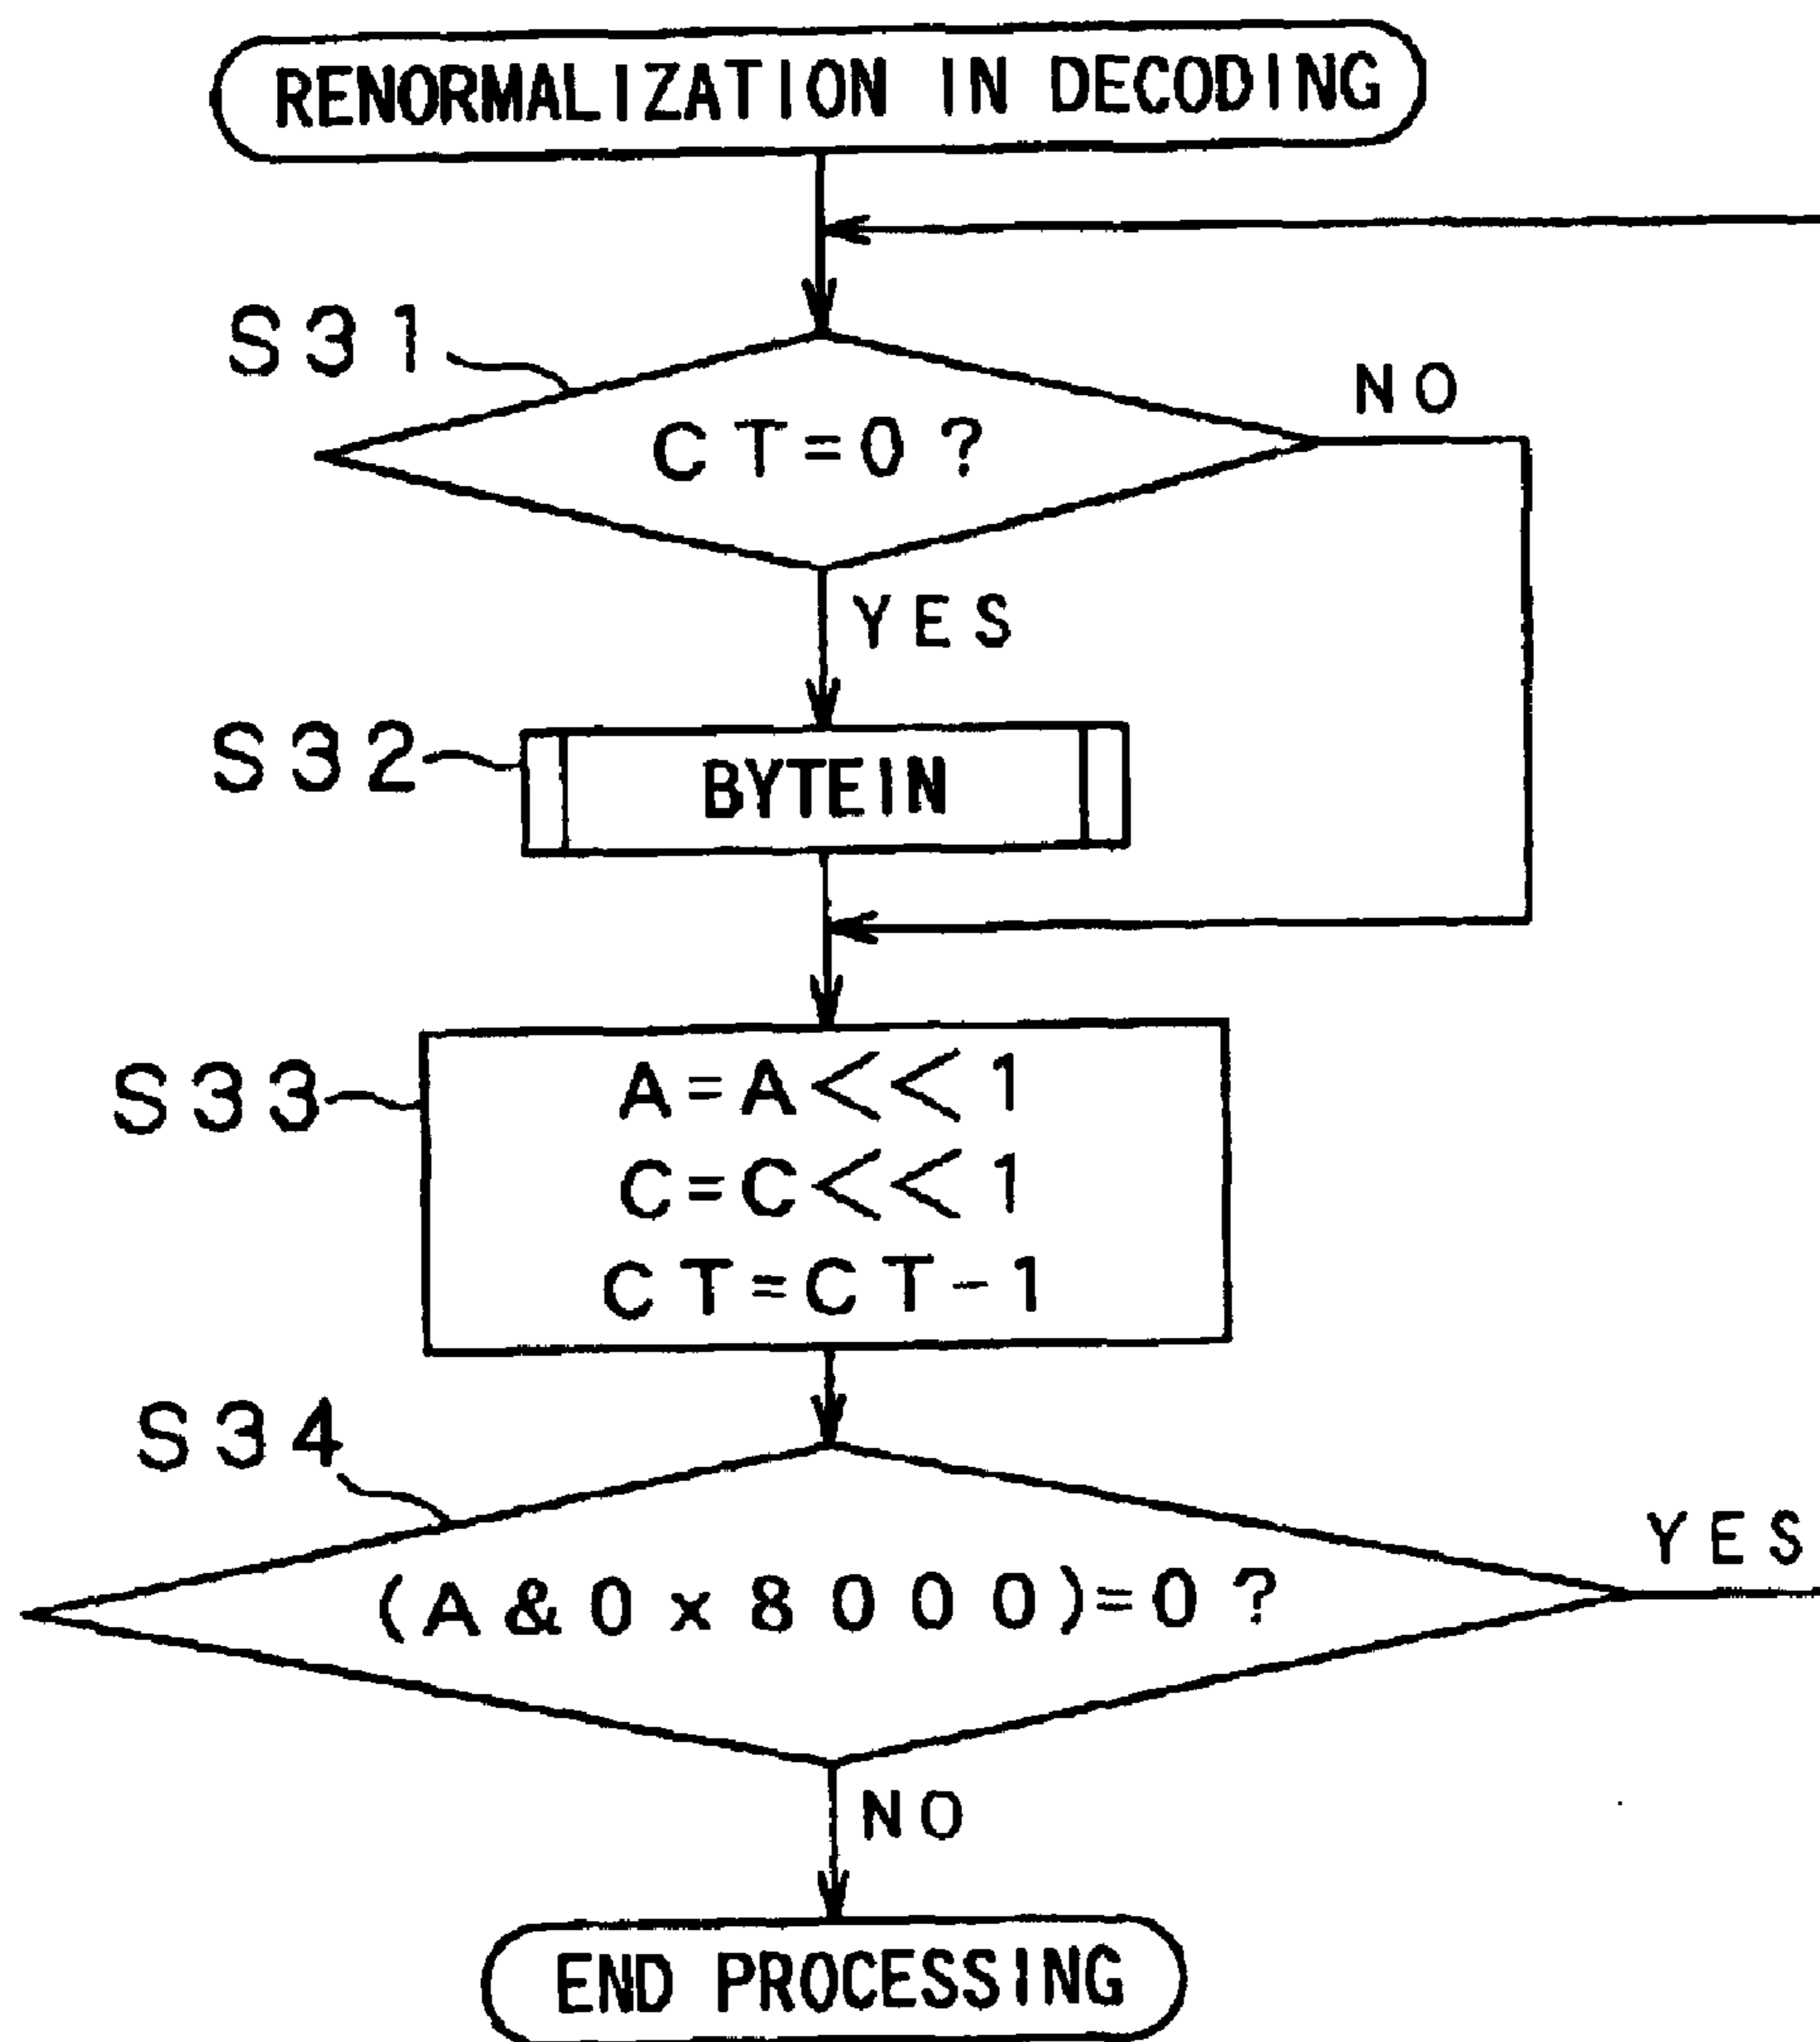 RENORMALIZATION IN DECODING
S31
CT=0?
NO
YES
S32
BYTEIN
S33
A=A<<1
C=C<<1
CT=CT-1
S34
(A&0x8000)=0?
YES
NO
END PROCESSING